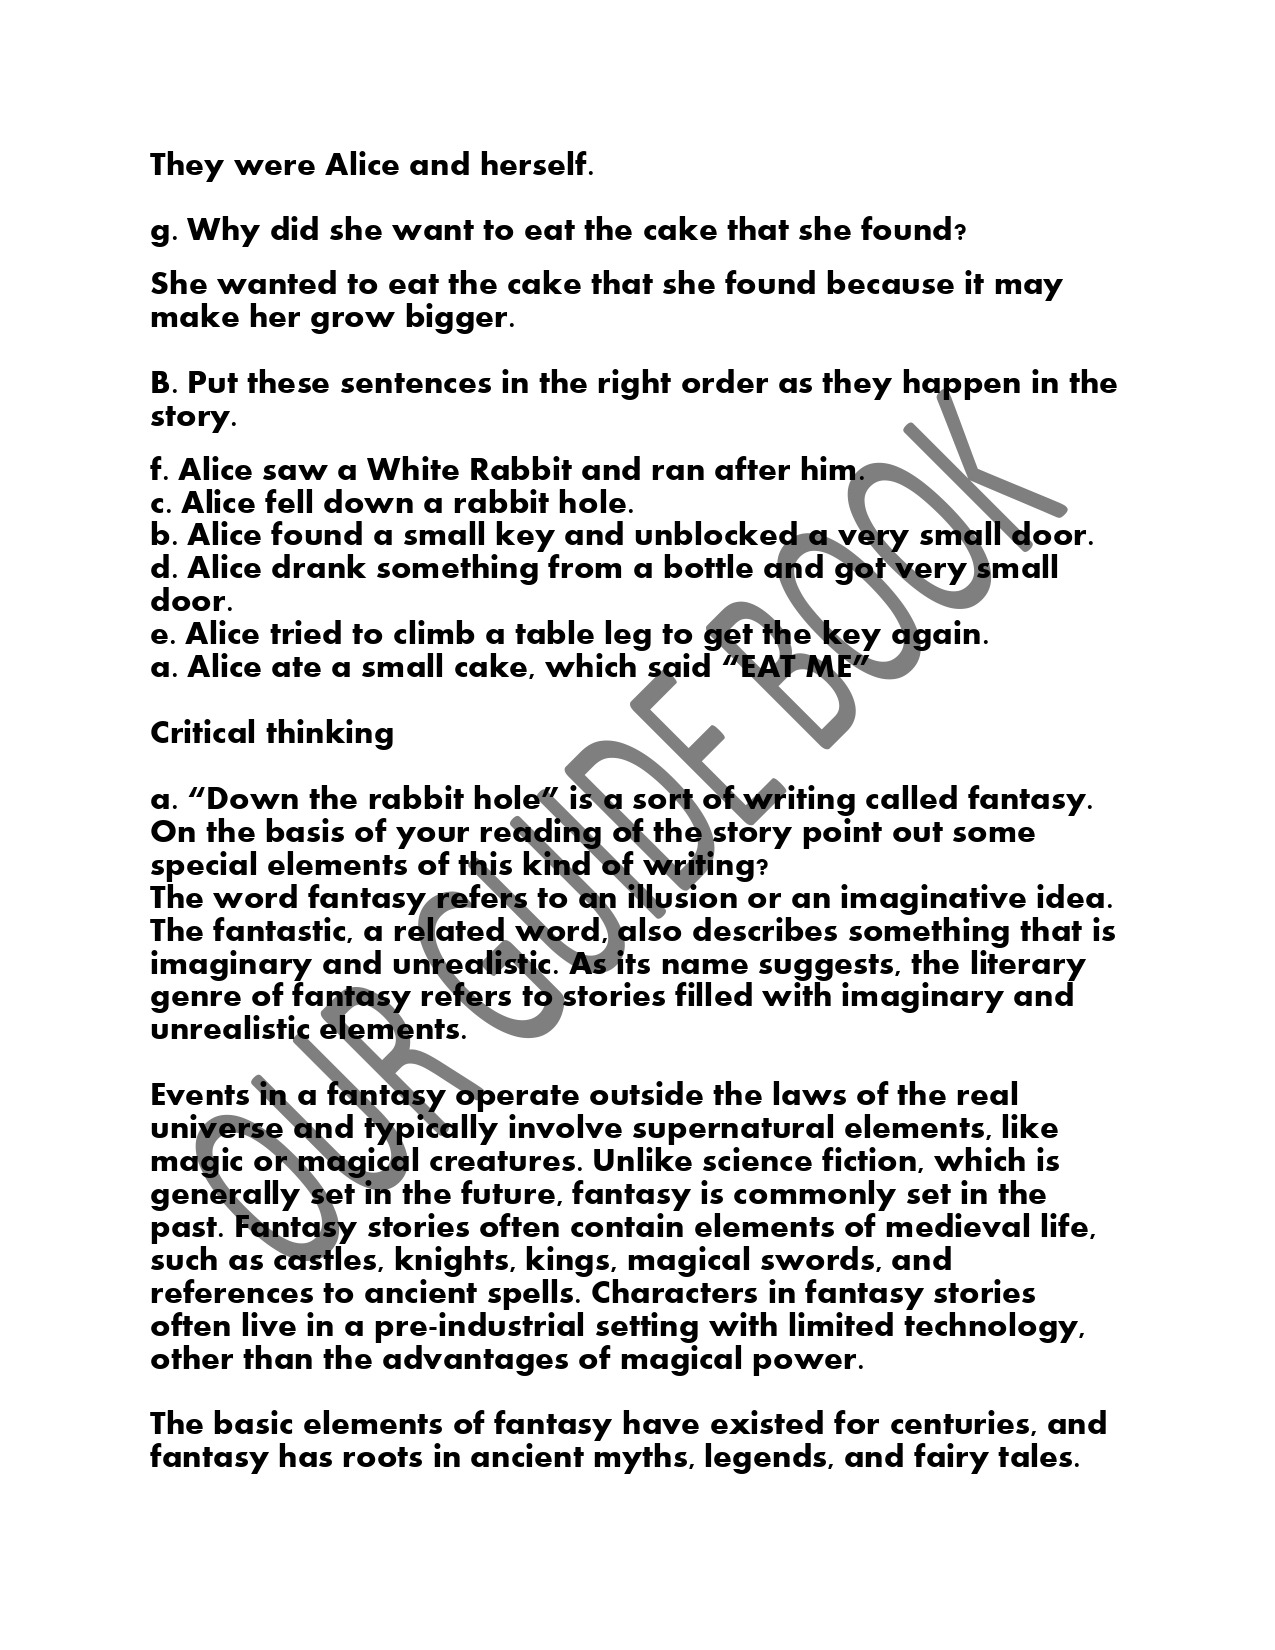 They were Alice and herself.
g. Why did she want to eat the cake that she found?
She wanted to eat the cake that she found because it may
make her grow bigger.
B. Put these sentences in the right order as they happen in the
story.
f. Alice saw a White Rabbit and ran after him.
c. Alice fell down a rabbit hole.
b. Alice found a small key and unblocked a very small door.
d. Alice drank something from a bottle and got very small
door.
e. Alice tried to climb a table leg to get the key again.
a. Alice ate a small cake, which said “EAT ME”
Critical thinking
a. “Down the rabbit hole” is a sort of writing called fantasy.
On the basis of your reading of the story point out some
special elements of this kind of writing?
The word fantasy refers to an illusion or an imaginative idea.
The fantastic, a related word, also describes something that is
imaginary and unrealistic. As its name suggests, the literary
genre of fantasy refers to stories filled with imaginary and
unrealistic elements.
Events in a fantasy operate outside the laws of the real
universe and typically involve supernatural elements, like
magic or magical creatures. Unlike science fiction, which is
generally set in the future, fantasy is commonly set in the
past. Fantasy stories often contain elements of medieval life,
such as castles, knights, kings, magical swords, and
references to ancient spells. Characters in fantasy stories
often live in a pre-industrial setting with limited technology,
other than the advantages of magical power.
The basic elements of fantasy have existed for centuries, and
fantasy has roots in ancient myths, legends, and fairy tales.
OUR GUIDE BOOK